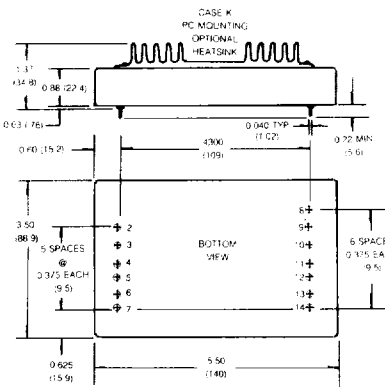 CASE K
PC MOUNTING
OPTIONAL
HEATSINK
1.37
(34.8)
0.88 (22.4)
0.03 (.76)
0.60 (15.2)
4300
(109)
0.040 TYP
(1.02)
0.22 MIN
(5.6)
3.50
(88.9)
5 SPACES
@
0.375 EACH
(9.5)
2
3
4
5
6
7
BOTTOM
VIEW
8
9
10
11
12
13
14
6 SPACE
0.375 EACH
(9.5)
0.625
(15.9)
5.50
(140)